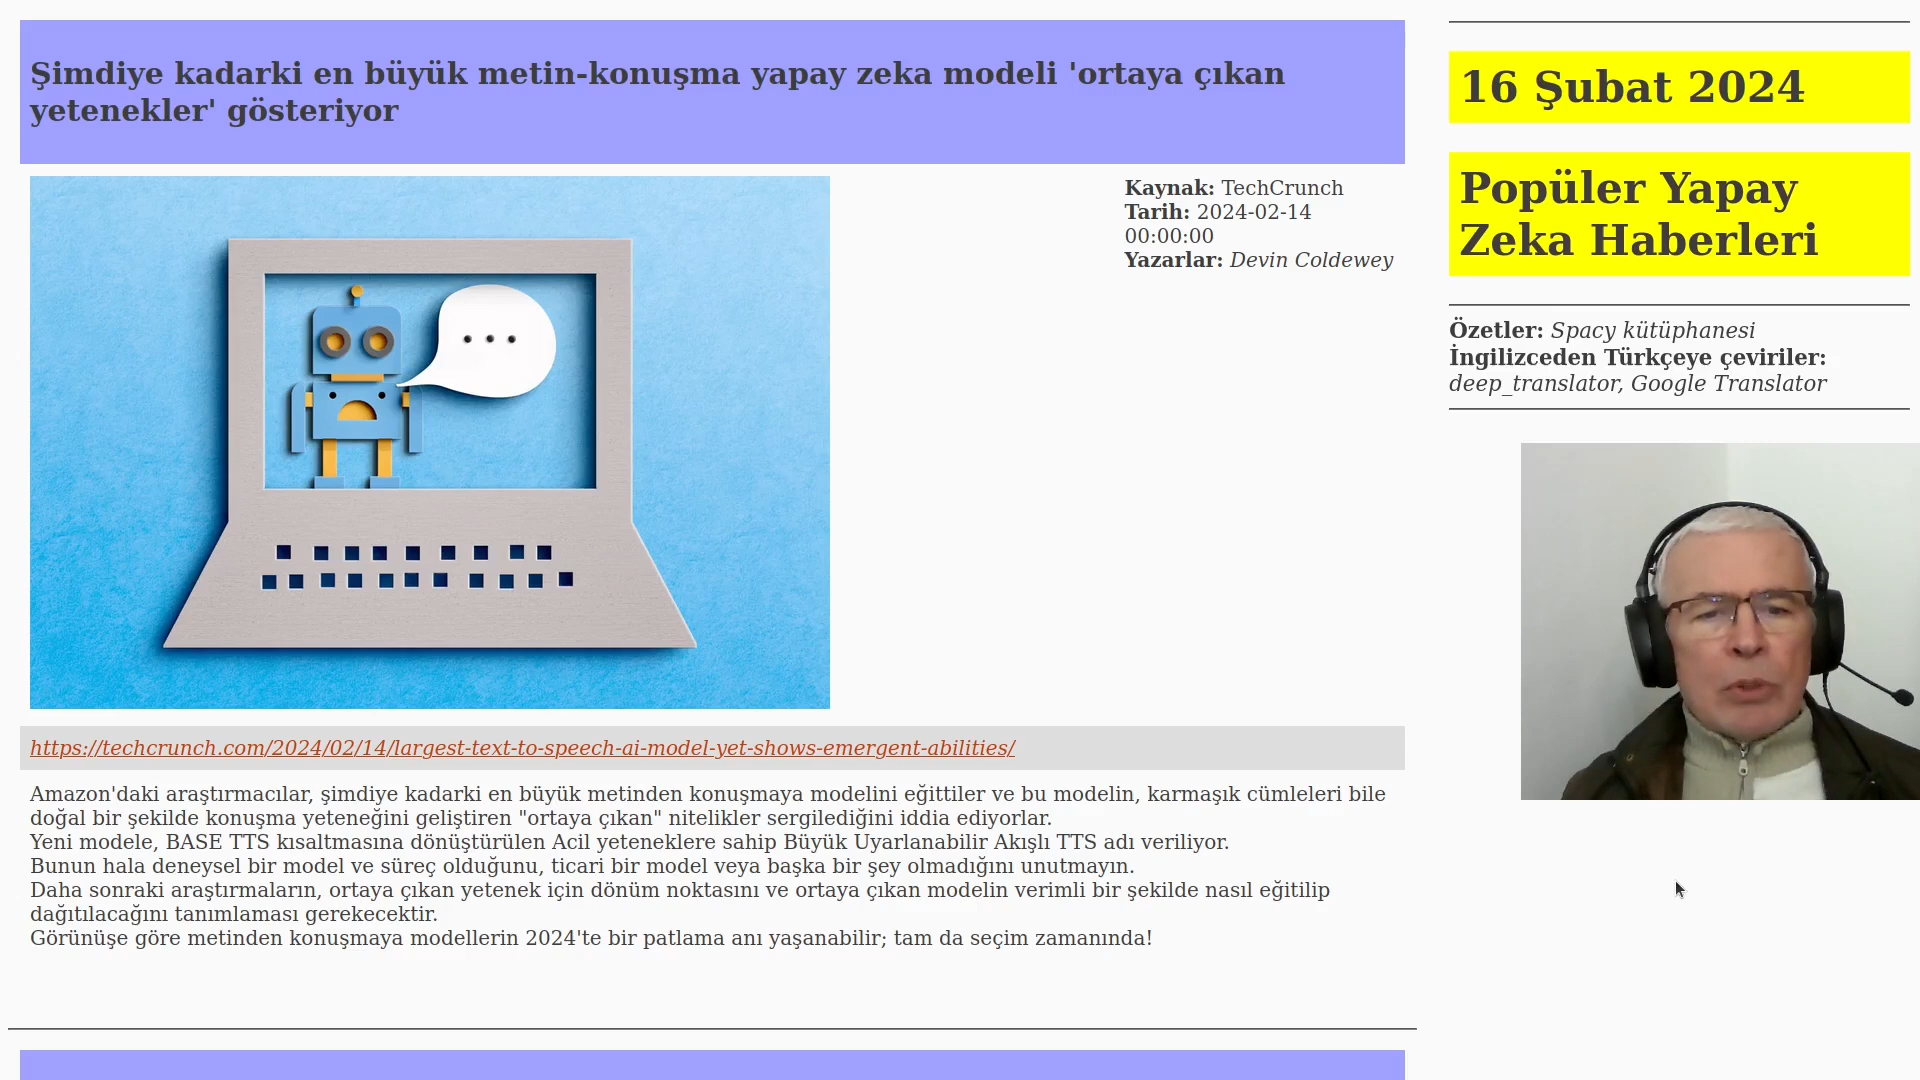 Şimdiye kadarki en büyük metin-konuşma yapay zeka modeli 'ortaya çıkan
yetenekler' gösteriyor
Kaynak: TechCrunch
Tarih: 2024-02-14
00:00:00
Yazarlar: Devin Coldewey
https://techcrunch.com/2024/02/14/largest-text-to-speech-ai-model-yet-shows-emergent-abilities/
Amazon'daki araştırmacılar, şimdiye kadarki en büyük metinden konuşmaya modelini eğittiler ve bu modelin, karmaşık cümleleri bile
doğal bir şekilde konuşma yeteneğini geliştiren "ortaya çıkan" nitelikler sergilediğini iddia ediyorlar.
Yeni modele, BASE TTS kısaltmasına dönüştürülen Acil yeteneklere sahip Büyük Uyarlanabilir Akışlı TTS adı veriliyor.
Bunun hala deneysel bir model ve süreç olduğunu, ticari bir model veya başka bir şey olmadığını unutmayın.
Daha sonraki araştırmaların, ortaya çıkan yetenek için dönüm noktasını ve ortaya çıkan modelin verimli bir şekilde nasıl eğitilip
dağıtılacağını tanımlaması gerekecektir.
Görünüşe göre metinden konuşmaya modellerin 2024'te bir patlama anı yaşanabilir; tam da seçim zamanında!
16 Şubat 2024
Popüler Yapay
Zeka Haberleri
Özetler: Spacy kütüphanesi
İngilizceden Türkçeye çeviriler:
deep_translator, Google Translator